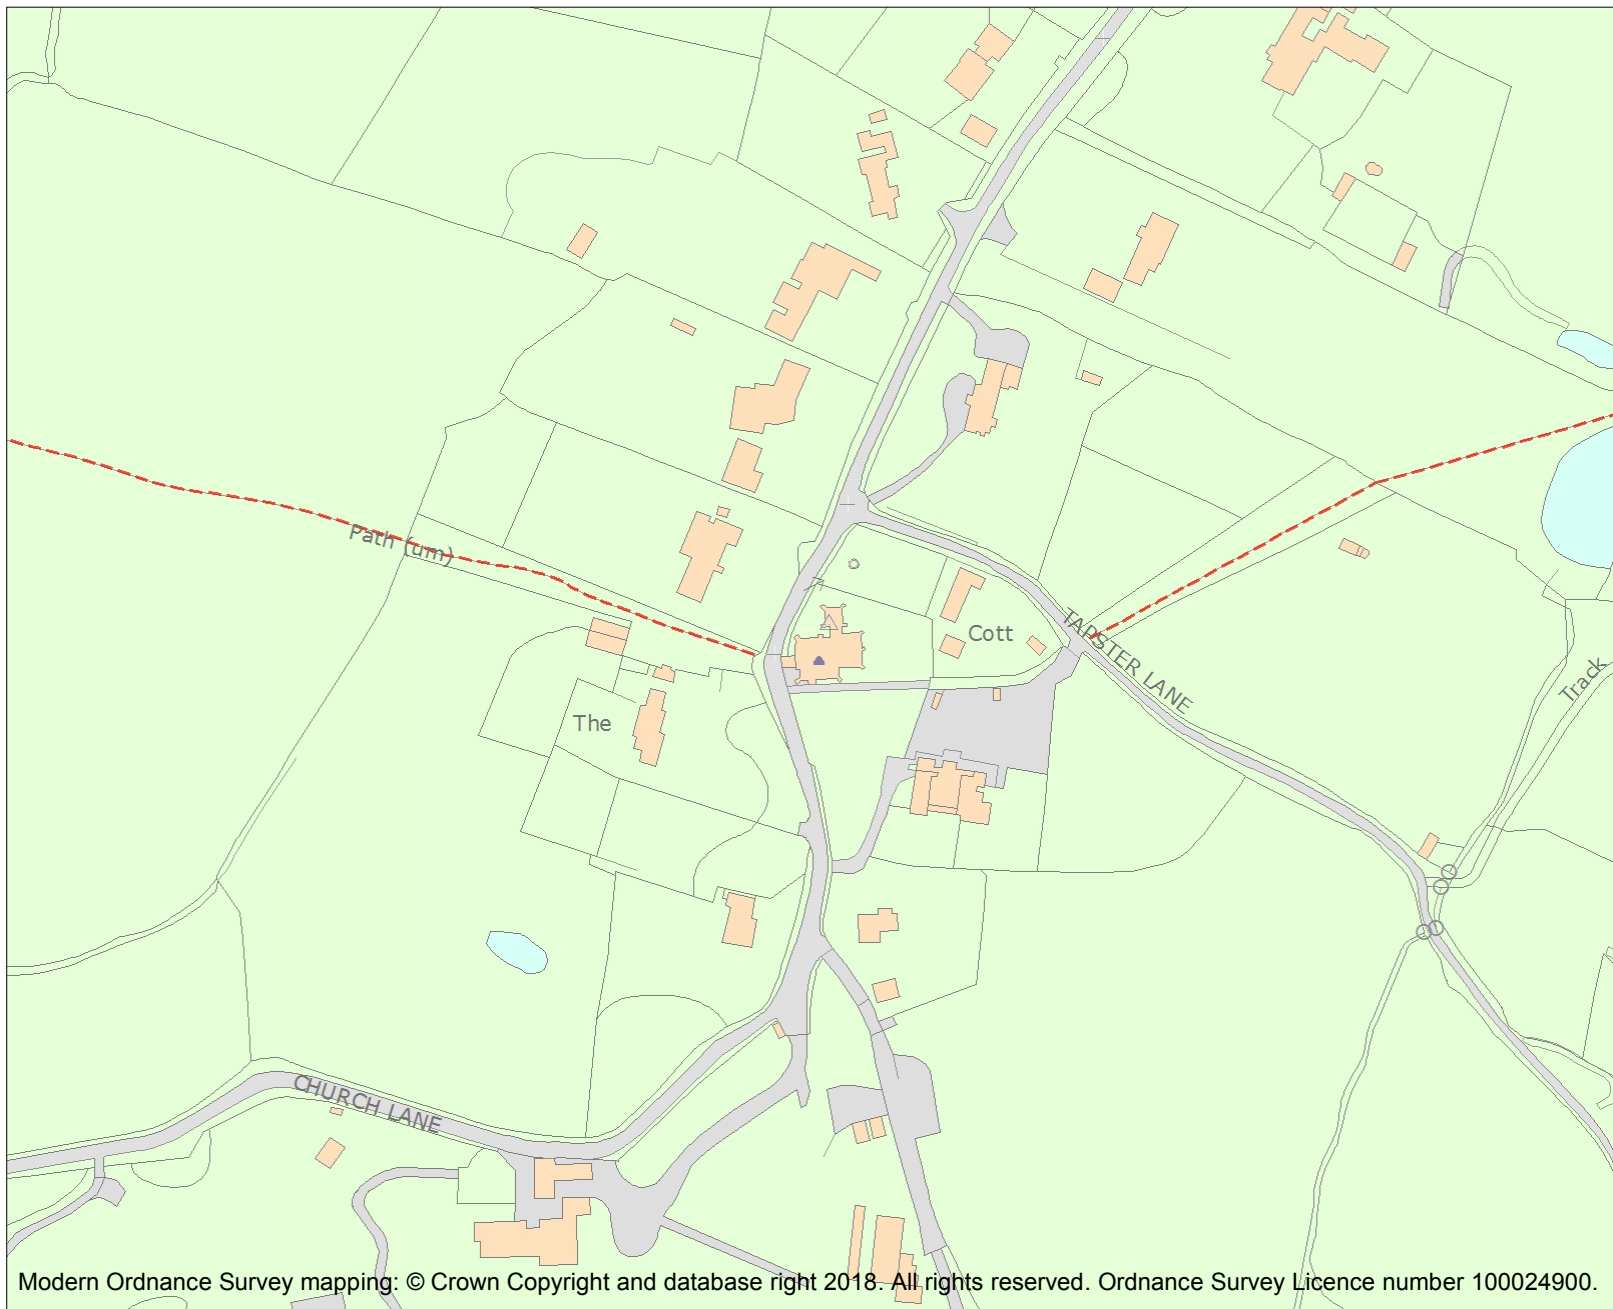 Path (um)
Cott
TAPSTER LANE
Track
The
CHURCH LANE
Modern Ordnance Survey mapping: © Crown Copyright and database right 2018. All rights reserved. Ordnance Survey Licence number 100024900.